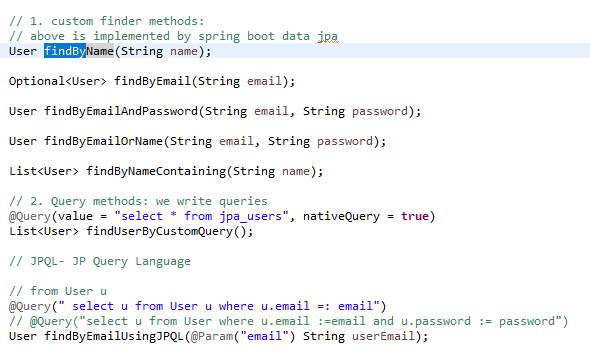 // 1. custom finder methods:
// above is implemented by spring boot data jpa
User findByName(String name);
Optional<User> findByEmail(String email);
User findByEmailAndPassword(String email, String password);
User findByEmailOrName(String email, String password);
List<User> findByNameContaining(String name);
// 2. Query methods: we write queries
@Query(value = "select * from jpa_users", nativeQuery = true)
List<User> findUserByCustomQuery();
// JPQL- JP Query Language
// from User u
@Query(" select u from User u where u.email =: email")
// @Query("select u from User where u.email :=email and u.password := password")
User findByEmailUsingJPQL(@Param("email") String userEmail);